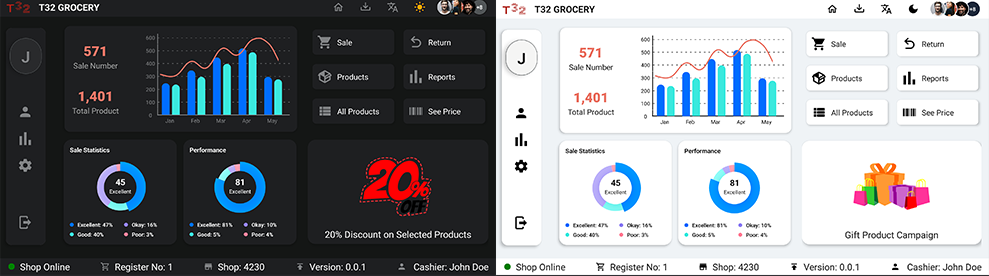 T32 T32 GROCERY +8
J
571
Sale Number
1,401
Total Product
600
500
400
300
200
100
0
Jan Feb Mar Apr May
Sale Return
Products Reports
All Products See Price
Sale Statistics
45
Excellent
Excellent: 47% Okay: 16%
Good: 40% Poor: 3%
Performance
81
Excellent
Excellent: 81% Okay: 10%
Good: 5% Poor: 4%
20%
OFF
20% Discount on Selected Products
Shop Online Register No: 1 Shop: 4230 Version: 0.0.1 Cashier: John Doe
T32 T32 GROCERY +8
J
571
Sale Number
1,401
Total Product
600
500
400
300
200
100
0
Jan Feb Mar Apr May
Sale Return
Products Reports
All Products See Price
Sale Statistics
45
Excellent
Excellent: 47% Okay: 16%
Good: 40% Poor: 3%
Performance
81
Excellent
Excellent: 81% Okay: 10%
Good: 5% Poor: 4%
Gift Product Campaign
Shop Online Register No: 1 Shop: 4230 Version: 0.0.1 Cashier: John Doe